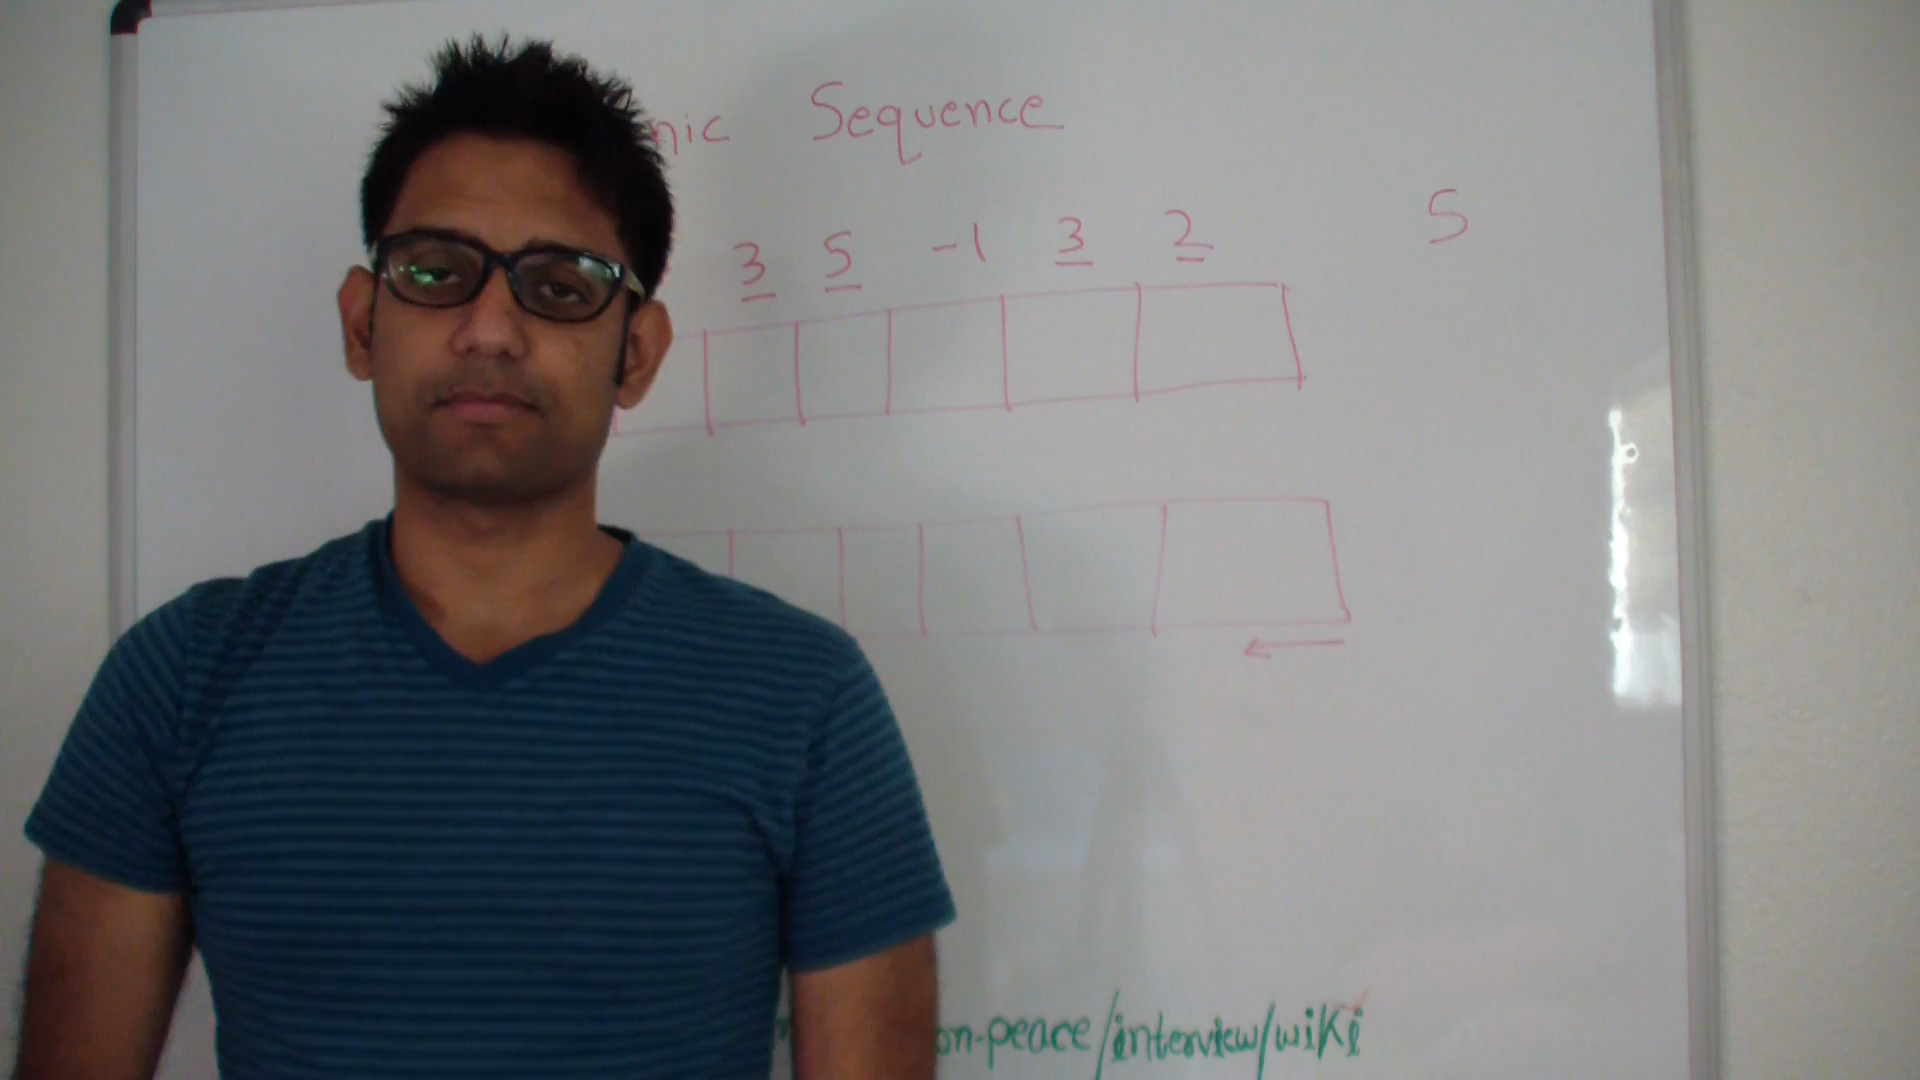 nic Sequence
3 5 -1 3 2 5
on-peace/interview/wiki